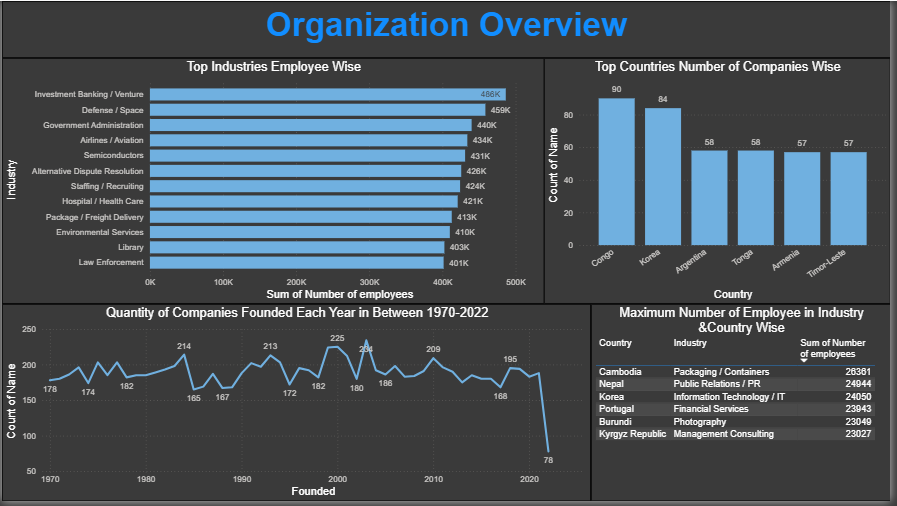 Organization Overview
Top Industries Employee Wise
Industry
Investment Banking / Venture 486K
Defense / Space 459K
Government Administration 440K
Airlines / Aviation 434K
Semiconductors 431K
Alternative Dispute Resolution 426K
Staffing / Recruiting 424K
Hospital / Health Care 421K
Package / Freight Delivery 413K
Environmental Services 410K
Library 403K
Law Enforcement 401K
0K 100K 200K 300K 400K 500K
Sum of Number of employees
Top Countries Number of Companies Wise
Count of Name
80
60
40
20
0
90 84 58 58 57 57
Congo Korea Argentina Tonga Armenia Timor-Leste
Country
Quantity of Companies Founded Each Year in Between 1970-2022
Count of Name
250
200
150
100
50
178 174 182 214 165 167 213 172 182 225 180 234 186 209 168 195 78
1970 1980 1990 2000 2010 2020
Founded
Maximum Number of Employee in Industry
&Country Wise
Country Industry Sum of Number
of employees
Cambodia Packaging / Containers 26361
Nepal Public Relations / PR 24944
Korea Information Technology / IT 24050
Portugal Financial Services 23943
Burundi Photography 23049
Kyrgyz Republic Management Consulting 23027